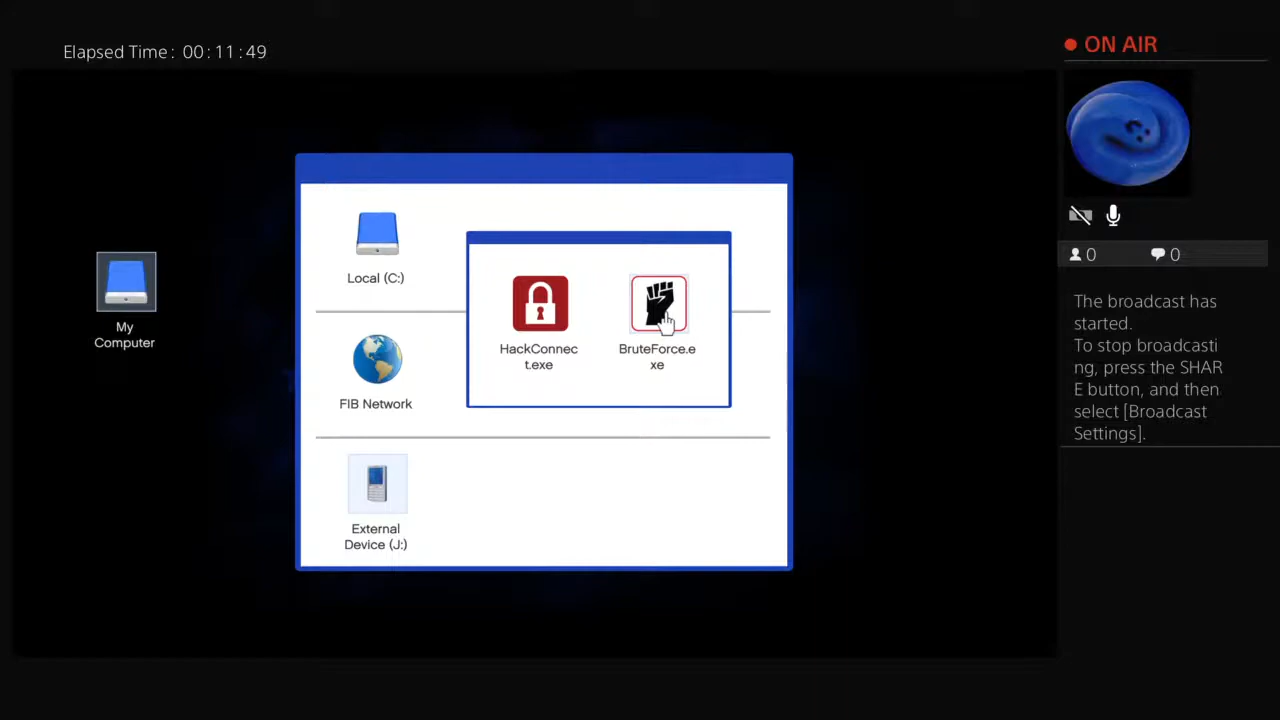 Elapsed Time: 00:11:49
ON AIR
My
Computer
Local (C:)
HackConnec
t.exe
BruteForce.e
xe
FIB Network
External
Device (J:)
0
0
The broadcast has
started.
To stop broadcasti
ng, press the SHAR
E button, and then
select [Broadcast
Settings].